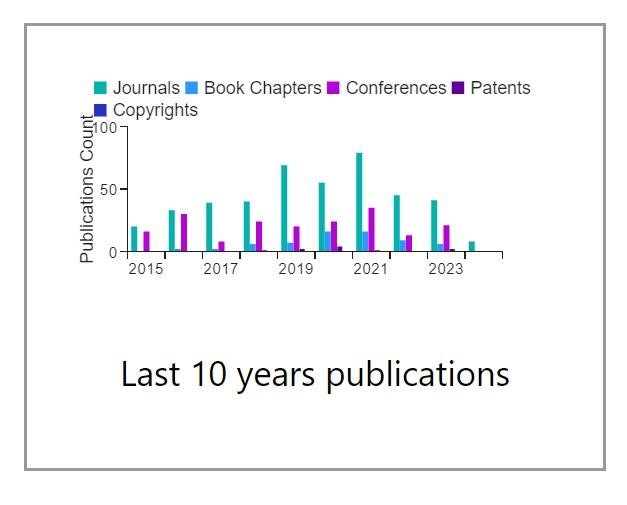 Journals Book Chapters Conferences Patents
Copyrights
Publications Count
100
50
0
2015 2017 2019 2021 2023
Last 10 years publications